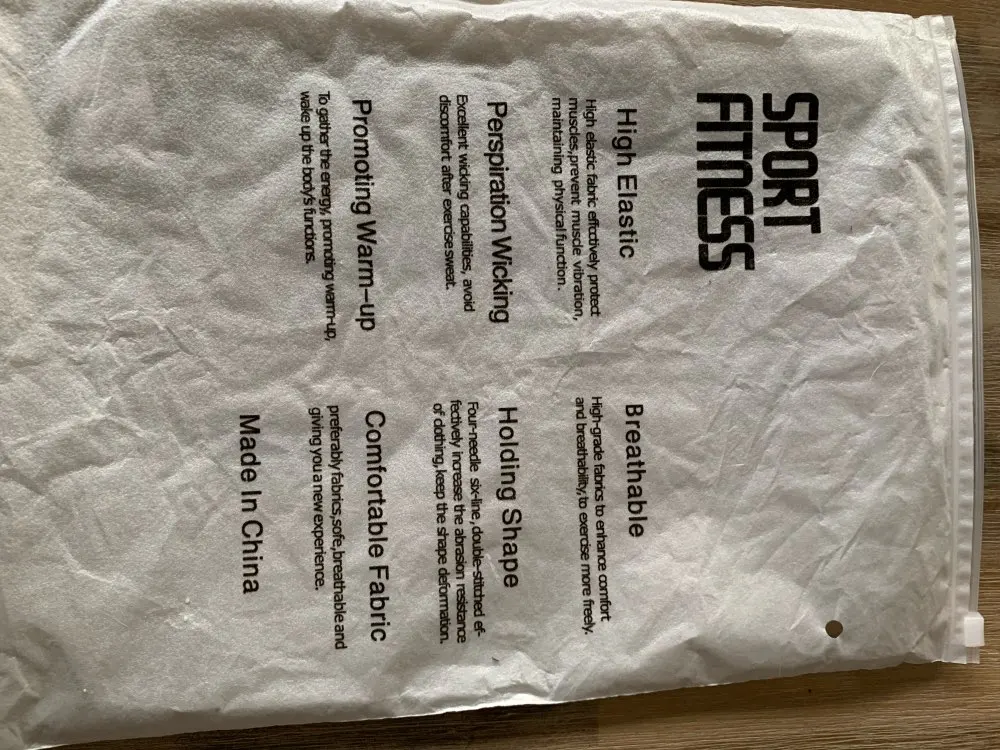 SPORT
FITNESS
High Elastic
High elastic fabric effectively protect
muscles,prevent muscle vibration,
maintaining physical function.
Breathable
High-grade fabrics to enhance comfort
and breathability,to exercise more freely.
Perspiration Wicking
Excellent wicking capabilities, avoid
discomfort after exercise sweat.
Holding Shape
Four-needle six-line, double-stitched ef-
fectively increase the abrasion resistance
of clothing, keep the shape deformation.
Promoting Warm-up
To gather the energy, promoting warm-up,
wake up the body's functions.
Comfortable Fabric
preferably fabrics,sofe,breathable and
giving you a new experience.
Made In China